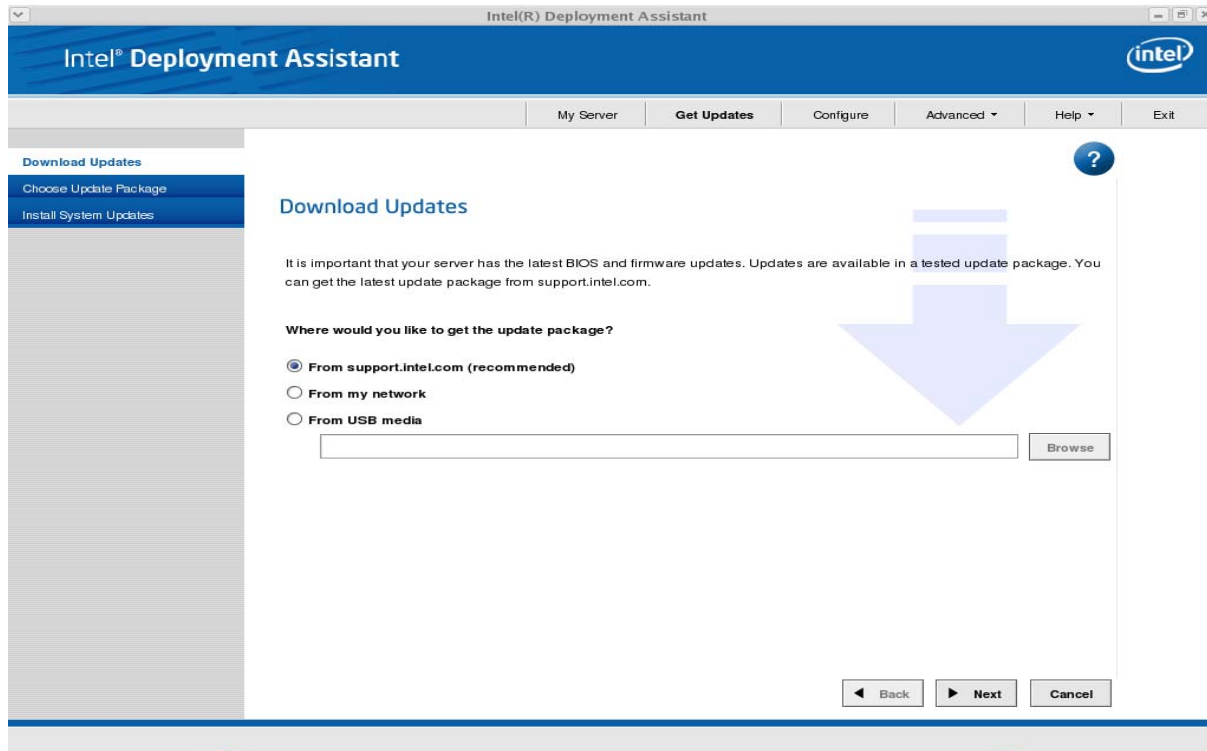 Intel(R) Deployment Assistant
Intel® Deployment Assistant
intel
My Server
Get Updates
Configure
Advanced
Help
Exit
Download Updates
Choose Update Package
Install System Updates
?
Download Updates
It is important that your server has the latest BIOS and firmware updates. Updates are available in a tested update package. You
can get the latest update package from support.intel.com.
Where would you like to get the update package?
From support.intel.com (recommended)
From my network
From USB media
Browse
Back
Next
Cancel